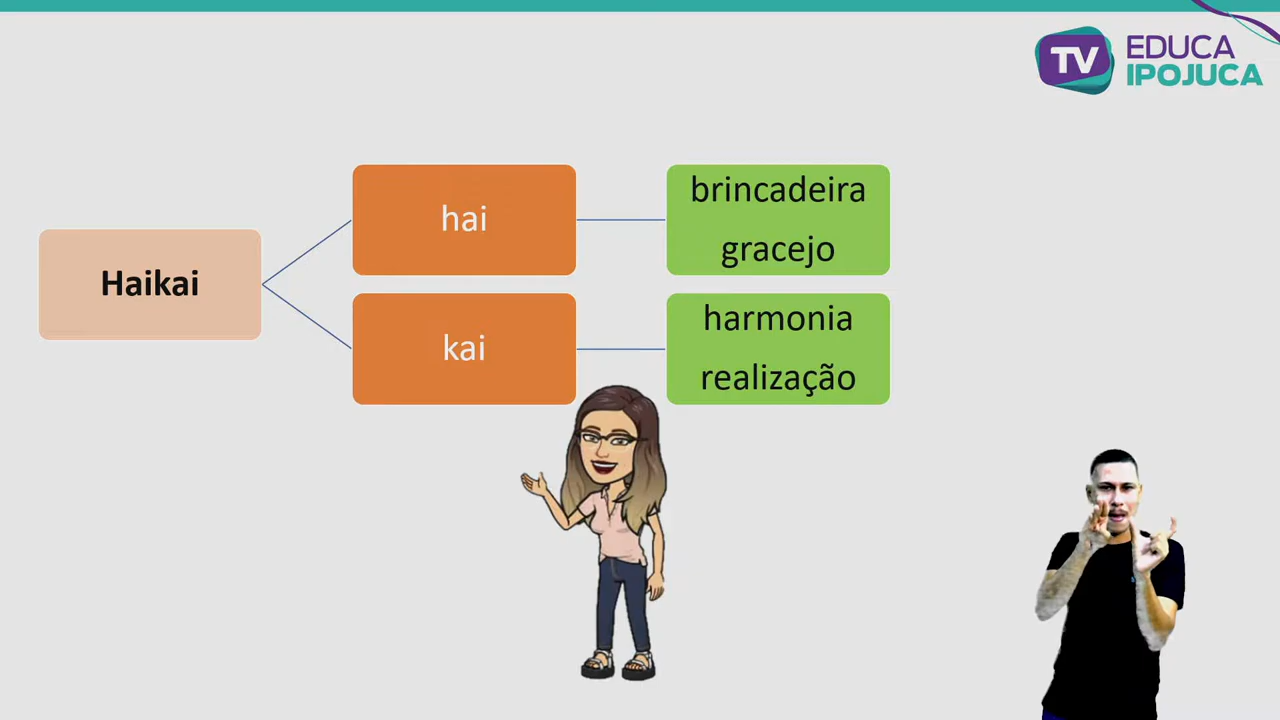 TV EDUCA
IPOJUCA
Haikai
hai
brincadeira
gracejo
kai
harmonia
realização